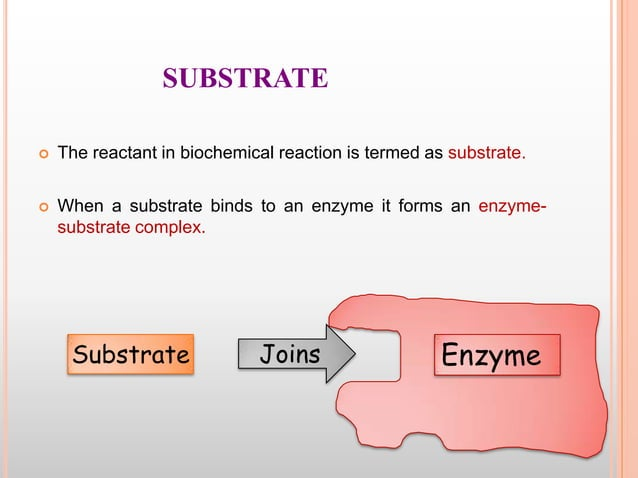 SUBSTRATE
The reactant in biochemical reaction is termed as substrate.
When a substrate binds to an enzyme it forms an enzyme-
substrate complex.
Substrate
Joins
Enzyme